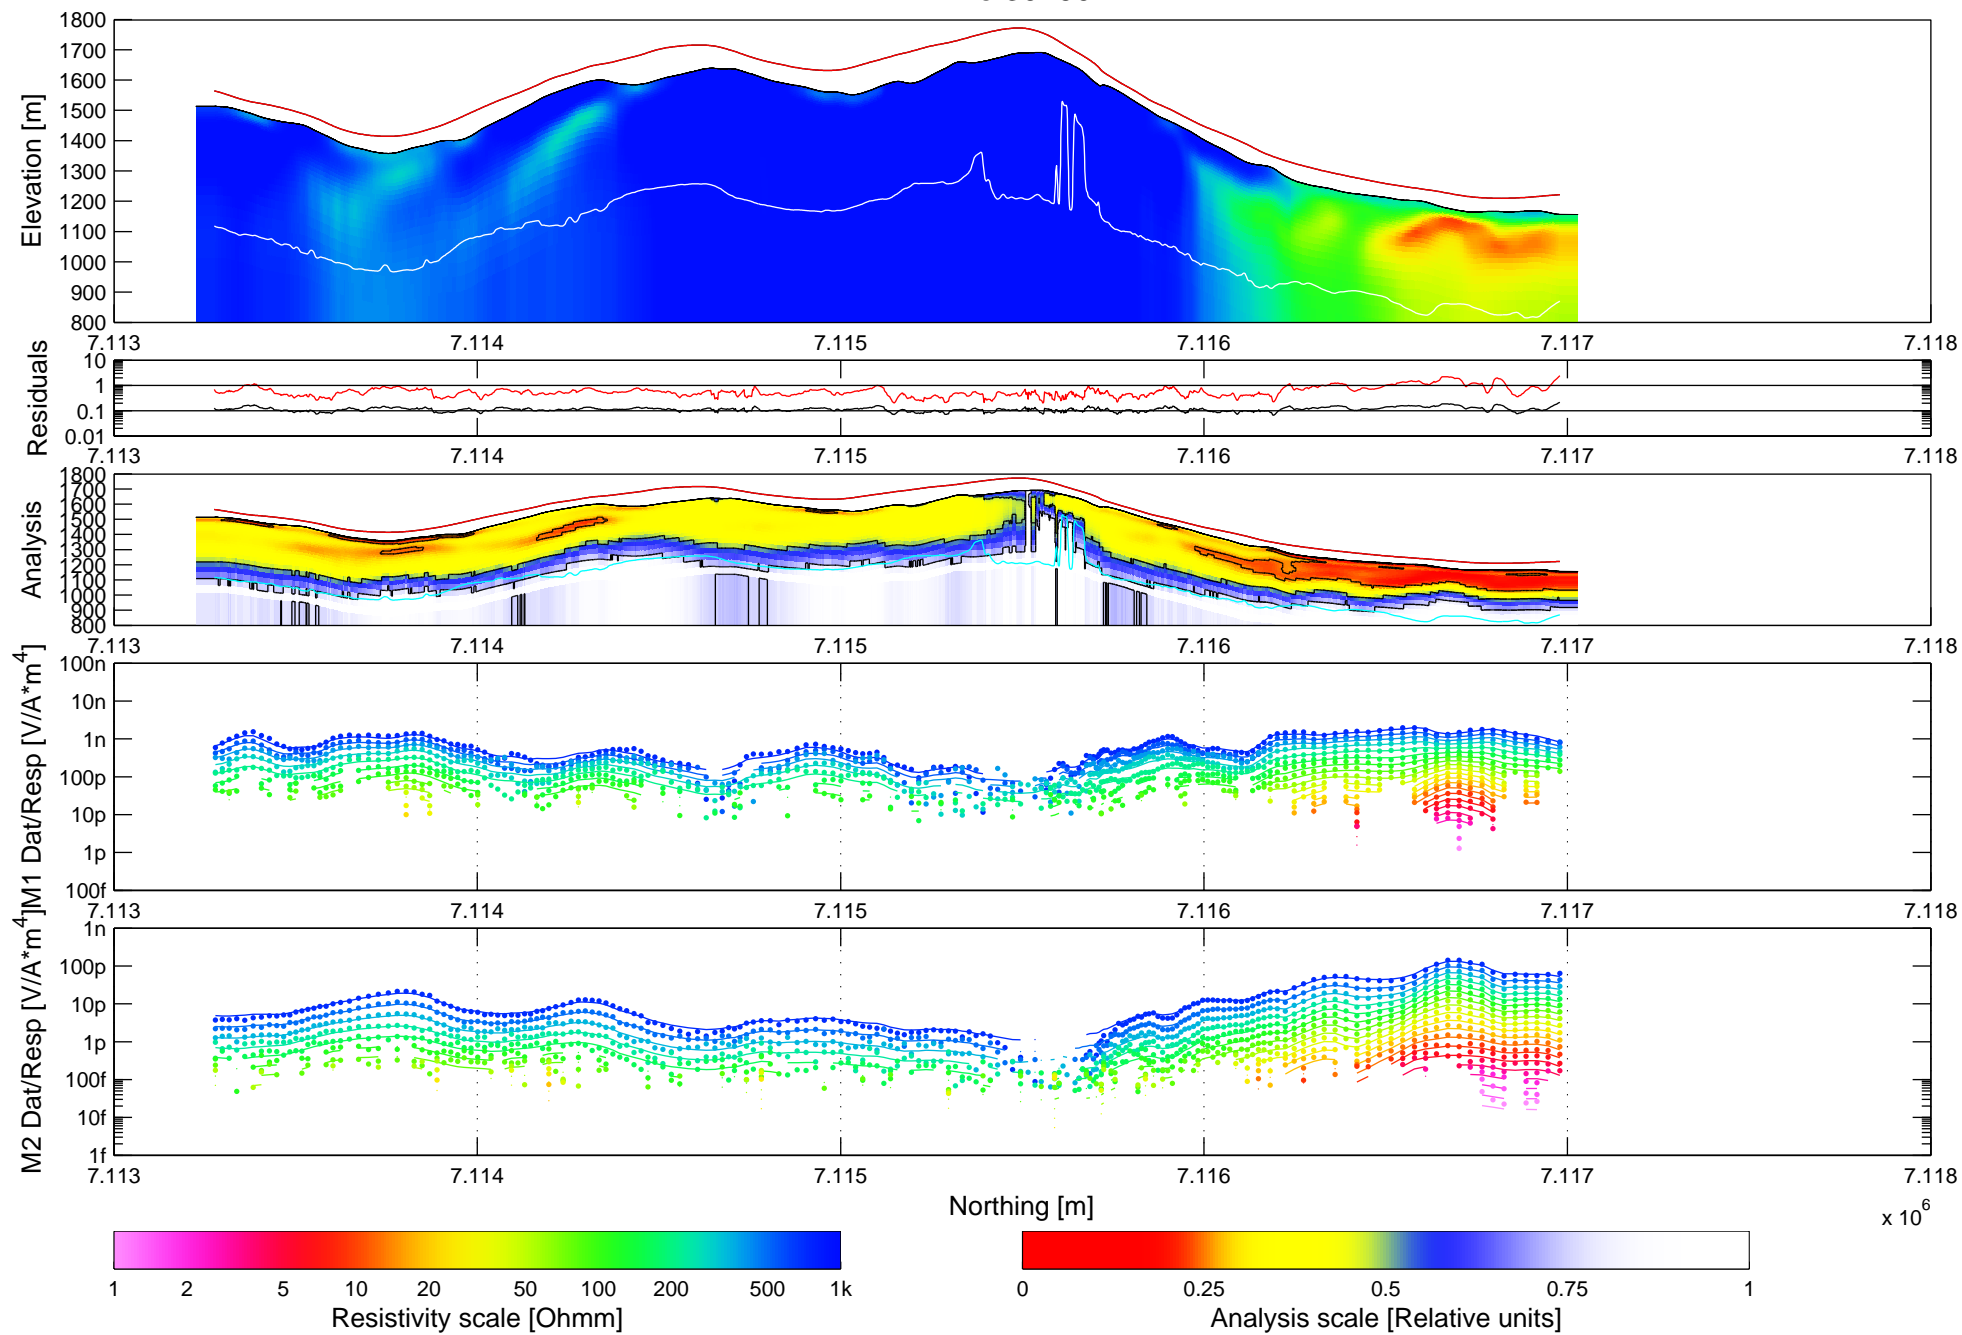 1800
1700
1600
1500
1400
1300
1200
1100
1000
900
800
Elevation [m]
7.113 7.114 7.115 7.116 7.117 7.118
10
1
0.1
0.01
Residuals
7.113 7.114 7.115 7.116 7.117 7.118
1800
1700
1600
1500
1400
1300
1200
1100
1000
900
800
Analysis
7.113 7.114 7.115 7.116 7.117 7.118
100n
10n
1n
100p
10p
1p
100f
M1 Dat/Resp [V/A*m^4]
7.113 7.114 7.115 7.116 7.117 7.118
1n
100p
10p
1p
100f
10f
1f
M2 Dat/Resp [V/A*m^4]
7.113 7.114 7.115 7.116 7.117 7.118
Northing [m]
x 10^6
1 2 5 10 20 50 100 200 500 1k
Resistivity scale [Ohmm]
0 0.25 0.5 0.75 1
Analysis scale [Relative units]